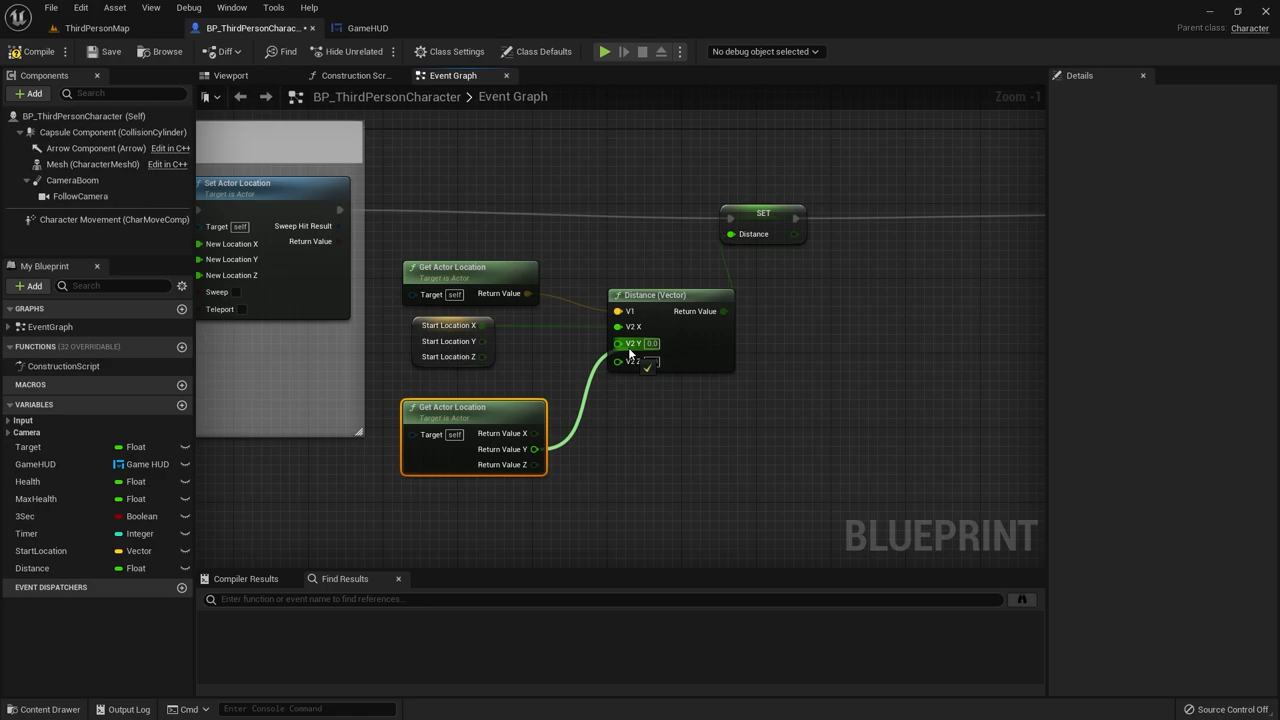 File Edit Asset View Debug Window Tools Help
ThirdPersonMap
BP_ThirdPersonCharac... •
GameHUD
Parent class: Character
Compile
Save
Browse
Diff
Find
Hide Unrelated
Class Settings
Class Defaults
No debug object selected
Components
Add
Search
BP_ThirdPersonCharacter (Self)
Capsule Component (CollisionCylinder)
Arrow Component (Arrow) Edit in C++
Mesh (CharacterMesh0) Edit in C++
CameraBoom
FollowCamera
Character Movement (CharMoveComp)
My Blueprint
Add
Search
GRAPHS
EventGraph
FUNCTIONS (18 OVERRIDABLE)
ConstructionScript
MACROS
VARIABLES
Input
Camera
Target Float
GameHUD Game HUD
Health Float
MaxHealth Float
3Sec Boolean
Timer Integer
StartLocation Vector
Distance Float
EVENT DISPATCHERS
Viewport
Construction Scr...
Event Graph
BP_ThirdPersonCharacter > Event Graph
Zoom -1
Set Actor Location
Target is Actor
Target self
Sweep Hit Result
Return Value
New Location X
New Location Y
New Location Z
Sweep
Teleport
Get Actor Location
Target is Actor
Target self
Return Value
Start Location X
Start Location Y
Start Location Z
Get Actor Location
Target is Actor
Target self
Return Value X
Return Value Y
Return Value Z
Distance (Vector)
V1
Return Value
V2 X
V2 Y 0.0
V2 Z
SET
Distance
BLUEPRINT
Compiler Results
Find Results
Enter function or event name to find references...
Details
Content Drawer
Output Log
Cmd
Enter Console Command
Source Control Off